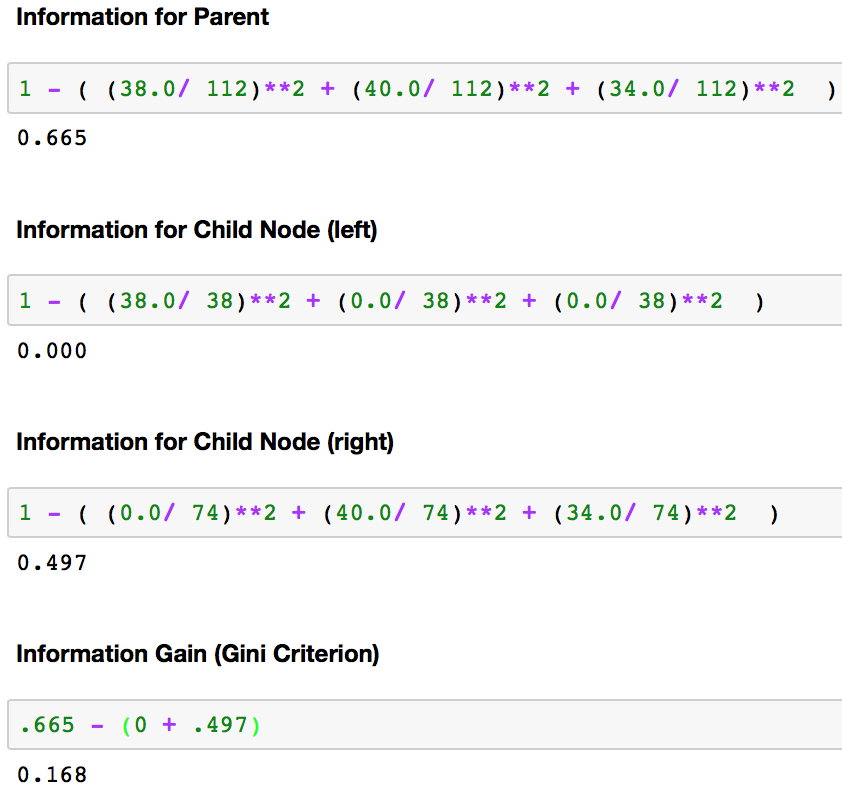 Information for Parent
1 - ( (38.0/ 112)**2 + (40.0/ 112)**2 + (34.0/ 112)**2  )
0.665
Information for Child Node (left)
1 - ( (38.0/ 38)**2 + (0.0/ 38)**2 + (0.0/ 38)**2  )
0.000
Information for Child Node (right)
1 - ( (0.0/ 74)**2 + (40.0/ 74)**2 + (34.0/ 74)**2  )
0.497
Information Gain (Gini Criterion)
.665 - (0 + .497)
0.168